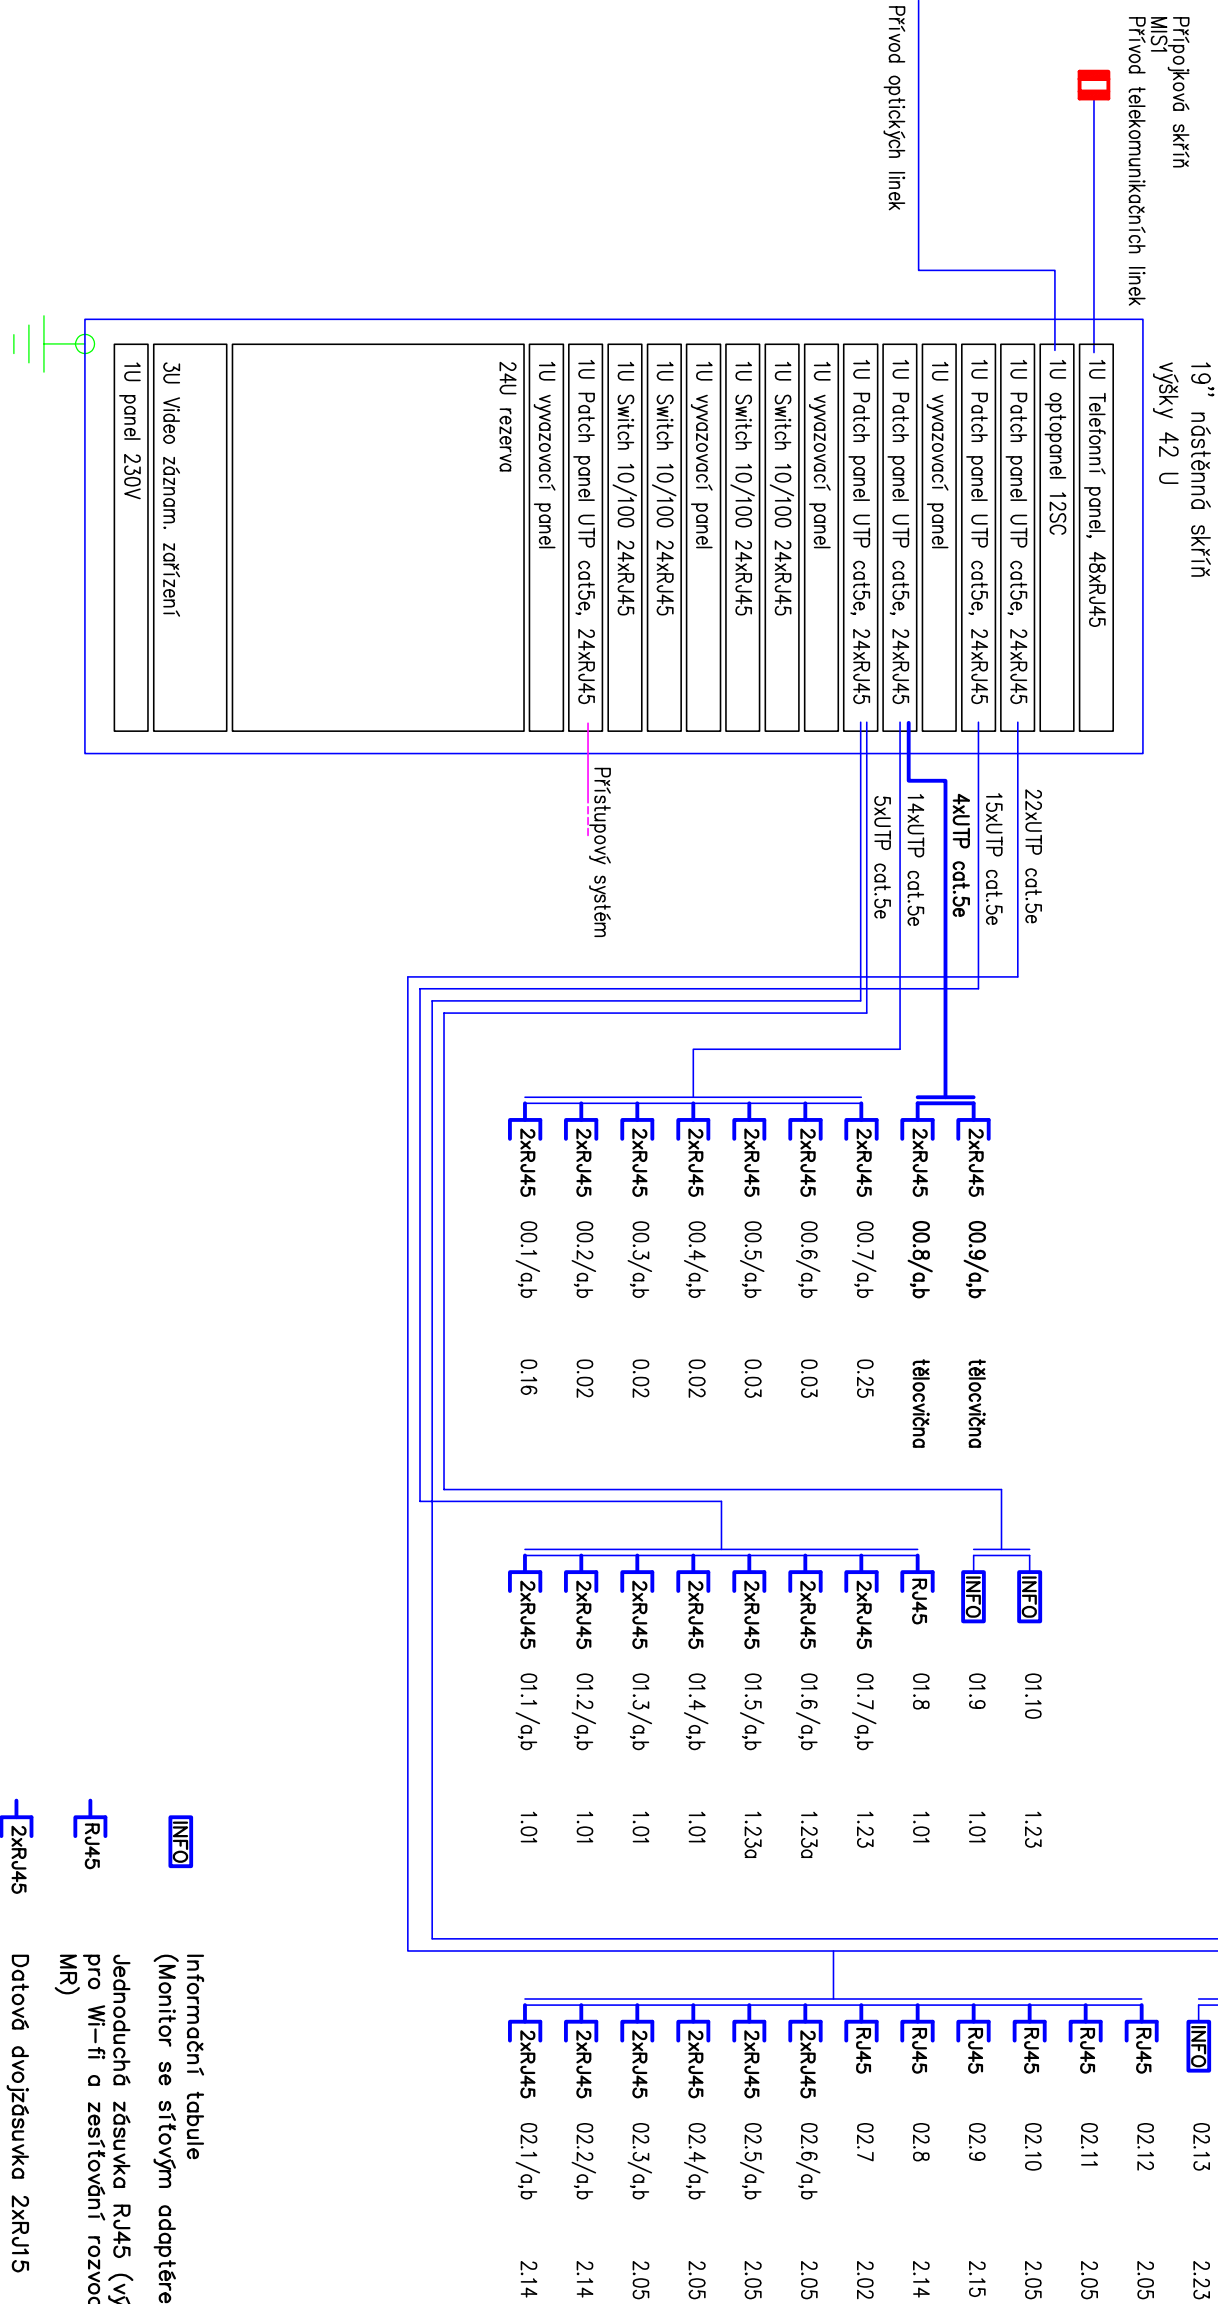 Přípojková skříň
MIS1
Přívod telekomunikačních linek
Přívod optických linek
19” nástěnná skříň
výšky 42 U
1U Telefonní panel, 48xRJ45
1U optopanel 12SC
1U Patch panel UTP cat5e, 24xRJ45
1U Patch panel UTP cat5e, 24xRJ45
1U vyvazovací panel
1U Patch panel UTP cat5e, 24xRJ45
1U Patch panel UTP cat5e, 24xRJ45
1U vyvazovací panel
1U Switch 10/100 24xRJ45
1U Switch 10/100 24xRJ45
1U vyvazovací panel
1U Switch 10/100 24xRJ45
1U Switch 10/100 24xRJ45
1U Patch panel UTP cat5e, 24xRJ45
1U vyvazovací panel
24U rezerva
3U Video záznam. zařízení
1U panel 230V
22xUTP cat.5e
15xUTP cat.5e
4xUTP cat.5e
14xUTP cat.5e
5xUTP cat.5e
Přístupový systém
2xRJ45 00.9/a,b tělocvična
2xRJ45 00.8/a,b tělocvična
2xRJ45 00.7/a,b 0.25
2xRJ45 00.6/a,b 0.03
2xRJ45 00.5/a,b 0.03
2xRJ45 00.4/a,b 0.02
2xRJ45 00.3/a,b 0.02
2xRJ45 00.2/a,b 0.02
2xRJ45 00.1/a,b 0.16
INFO 01.10 1.23
INFO 01.9 1.01
RJ45 01.8 1.01
2xRJ45 01.7/a,b 1.23
2xRJ45 01.6/a,b 1.23a
2xRJ45 01.5/a,b 1.23a
2xRJ45 01.4/a,b 1.01
2xRJ45 01.3/a,b 1.01
2xRJ45 01.2/a,b 1.01
2xRJ45 01.1/a,b 1.01
INFO 02.13 2.23
RJ45 02.12 2.05
RJ45 02.11 2.05
RJ45 02.10 2.05
RJ45 02.9 2.15
RJ45 02.8 2.14
RJ45 02.7 2.02
2xRJ45 02.6/a,b 2.05
2xRJ45 02.5/a,b 2.05
2xRJ45 02.4/a,b 2.05
2xRJ45 02.3/a,b 2.05
2xRJ45 02.2/a,b 2.14
2xRJ45 02.1/a,b 2.14
INFO Informační tabule
(Monitor se síťovým adaptére
RJ45 Jednoduchá zásuvka RJ45 (vý
pro Wi-fi a zesíťování rozvod
MR)
2xRJ45 Datová dvojzásuvka 2xRJ15